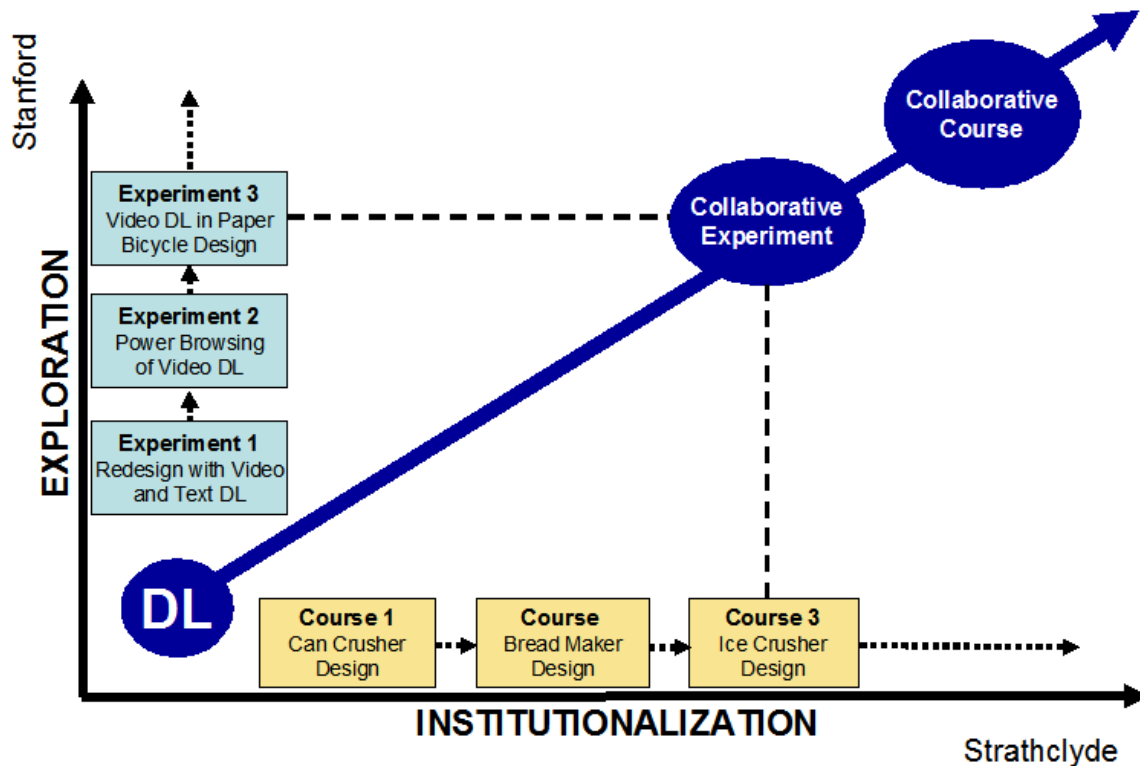 Stanford
EXPLORATION
Experiment 3
Video DL in Paper
Bicycle Design
Experiment 2
Power Browsing
of Video DL
Experiment 1
Redesign with Video
and Text DL
Collaborative
Course
Collaborative
Experiment
DL
Course 1
Can Crusher
Design
Course
Bread Maker
Design
Course 3
Ice Crusher
Design
INSTITUTIONALIZATION
Strathclyde